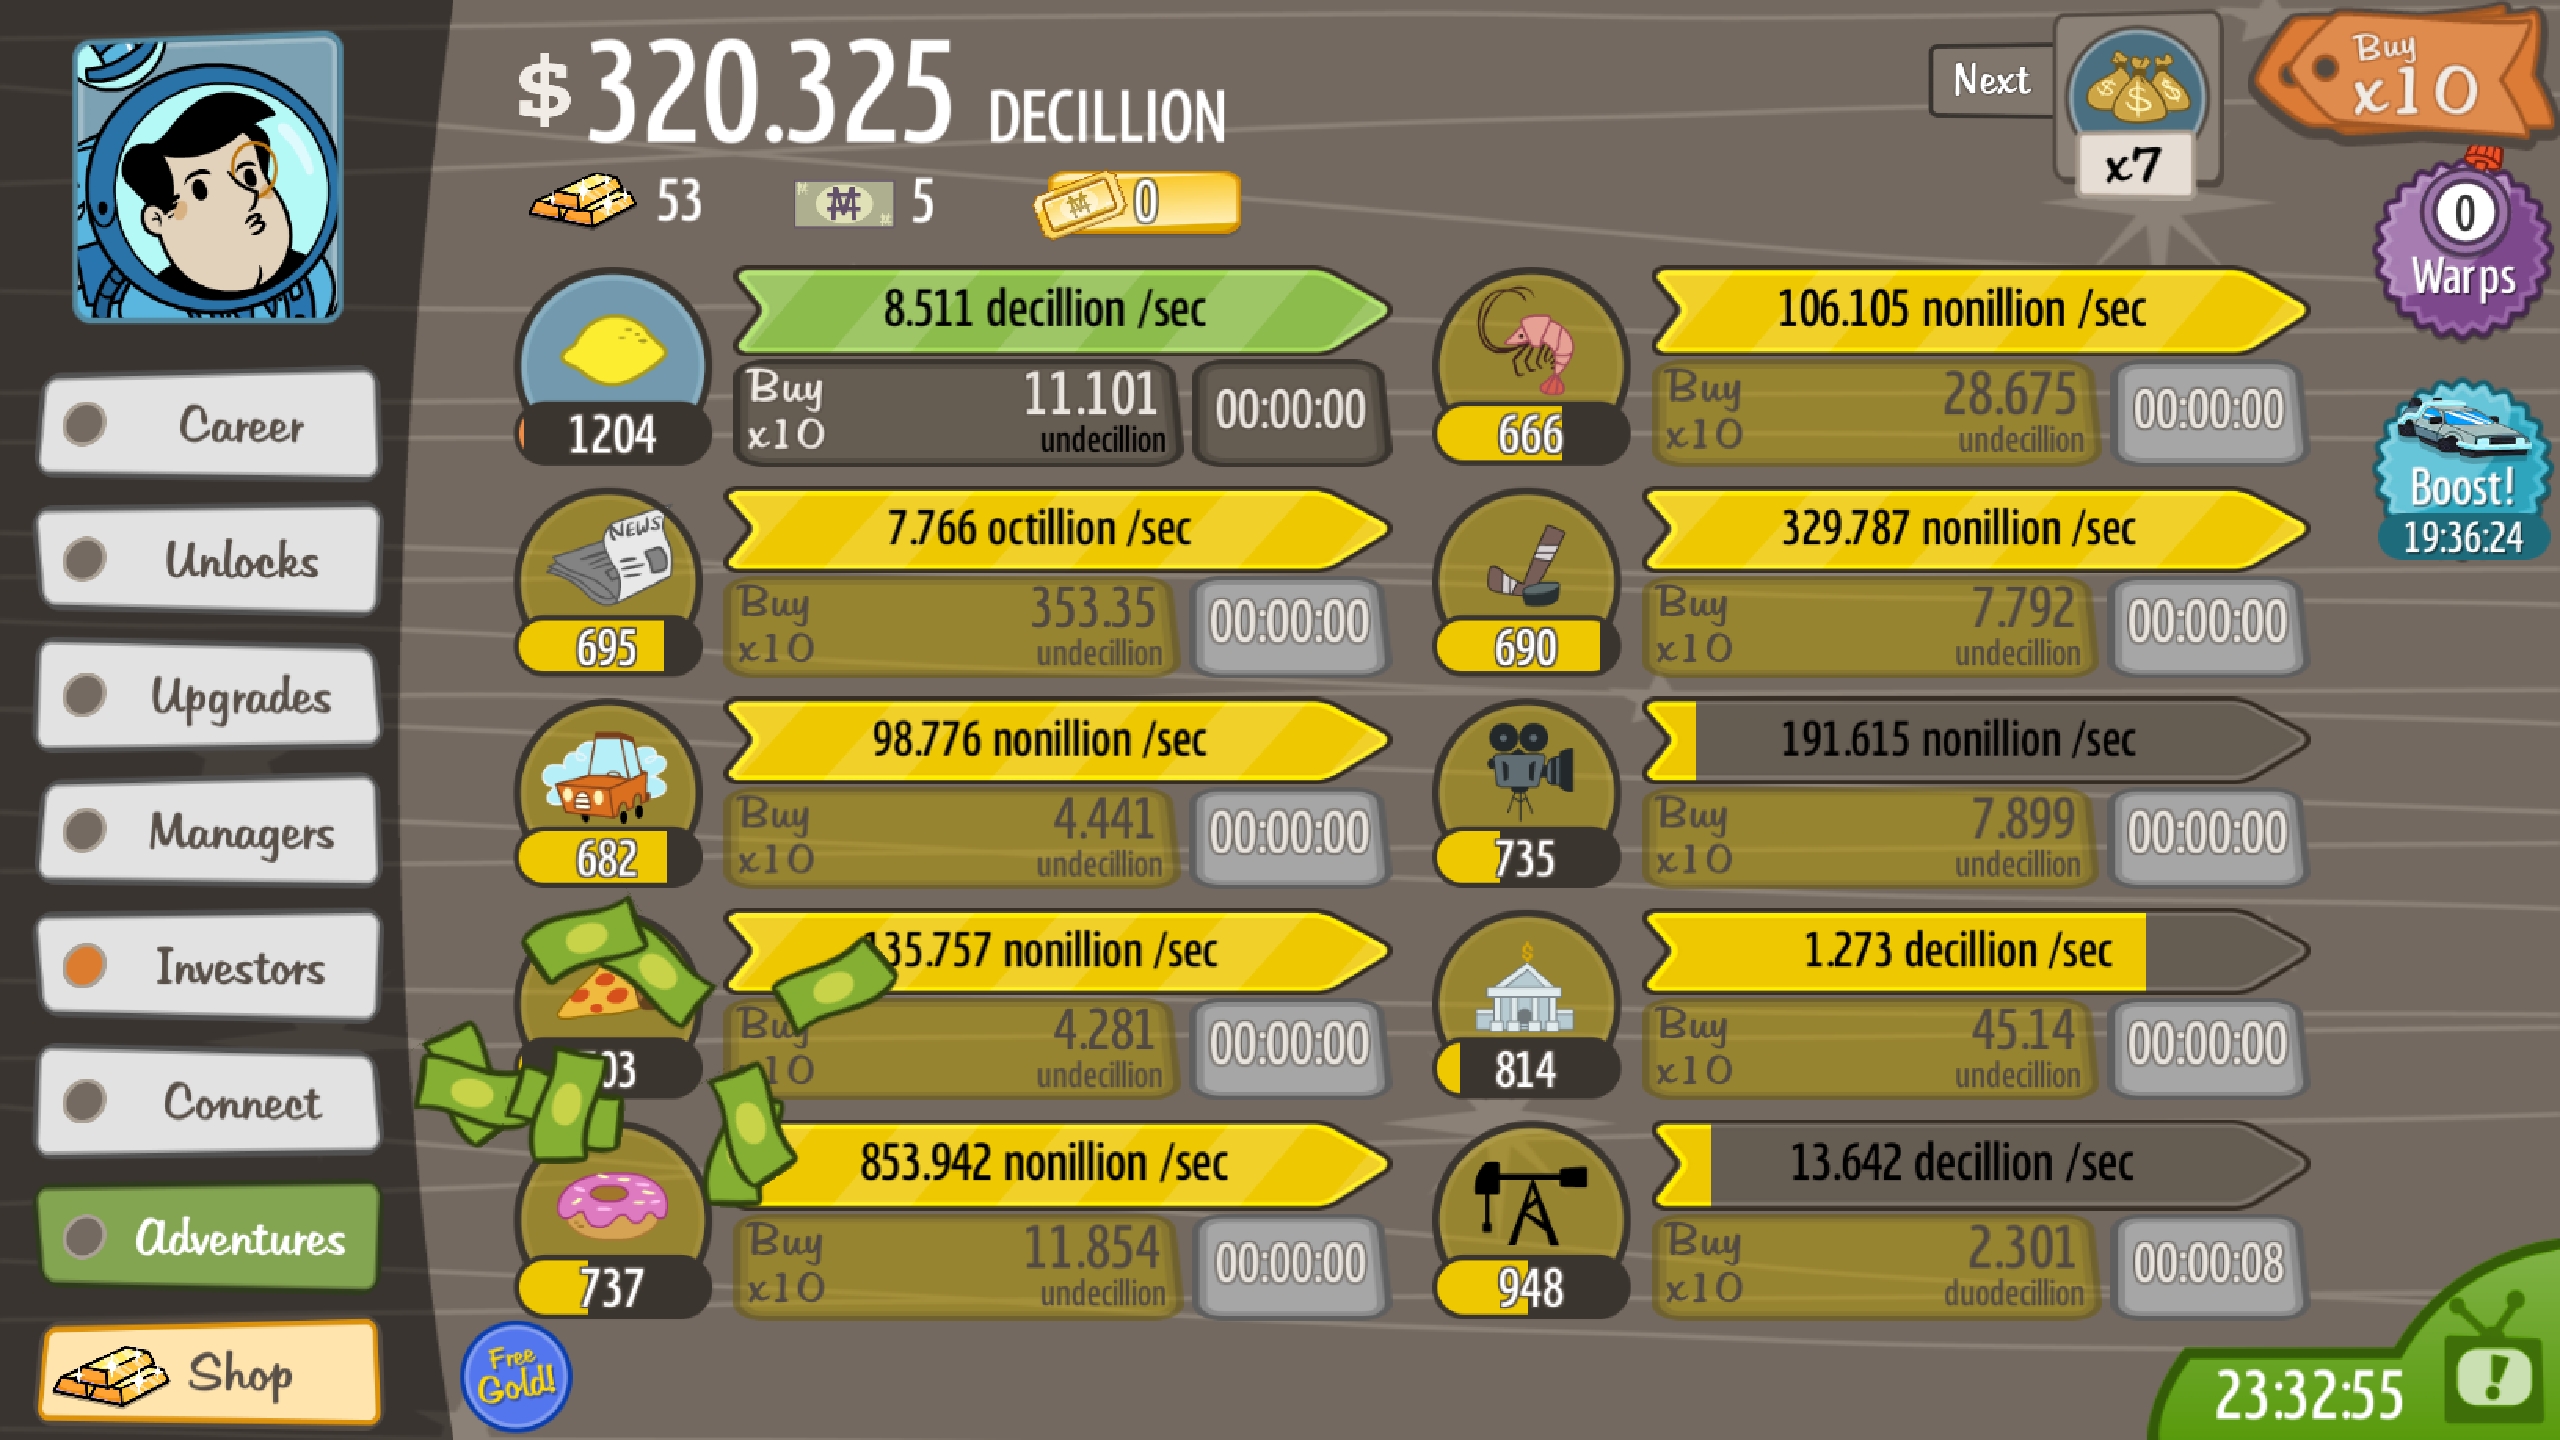 $320.325 DECILLION
53
5
0
Next
x7
Buy
x10
0
Warps
Boost!
19:36:24
Career
Unlocks
Upgrades
Managers
Investors
Connect
Adventures
Shop
8.511 decillion /sec
Buy
x10
11.101
undecillion
00:00:00
1204
NEWS
7.766 octillion /sec
Buy
x10
353.35
undecillion
00:00:00
695
98.776 nonillion /sec
Buy
x10
4.441
undecillion
00:00:00
682
135.757 nonillion /sec
x10
4.281
undecillion
00:00:00
853.942 nonillion /sec
Buy
x10
11.854
undecillion
00:00:00
737
106.105 nonillion /sec
Buy
x10
28.675
undecillion
00:00:00
666
329.787 nonillion /sec
Buy
x10
7.792
undecillion
00:00:00
690
191.615 nonillion /sec
Buy
x10
7.899
undecillion
00:00:00
735
1.273 decillion /sec
Buy
x10
45.14
undecillion
00:00:00
814
13.642 decillion /sec
Buy
x10
2.301
duodecillion
00:00:08
948
Free
Gold!
23:32:55